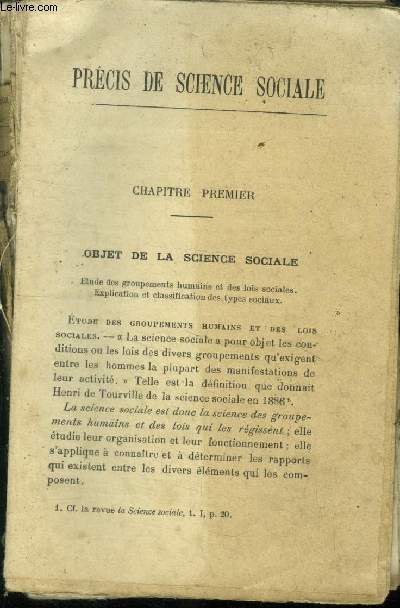 Le-livre.com
PRÉCIS DE SCIENCE SOCIALE
CHAPITRE PREMIER
OBJET DE LA SCIENCE SOCIALE
Etude des groupements humains et des lois sociales.
Explication et classification des types sociaux.
ÉTUDE DES GROUPEMENTS HUMAINS ET DES LOIS
SOCIALES. — « La science sociale a pour objet les con-
ditions ou les lois des divers groupements qu'exigent
entre les hommes la plupart des manifestations de
leur activité. » Telle est la définition que donnait
Henri de Tourville de la science sociale en 1886¹.
La science sociale est donc la science des groupe-
ments humains et des lois qui les régissent ; elle
étudie leur organisation et leur fonctionnement ; elle
s'applique à connaître et à déterminer les rapports
qui existent entre les divers éléments qui les com-
posent.
1. Cf. la revue la Science sociale, t. I, p. 20.